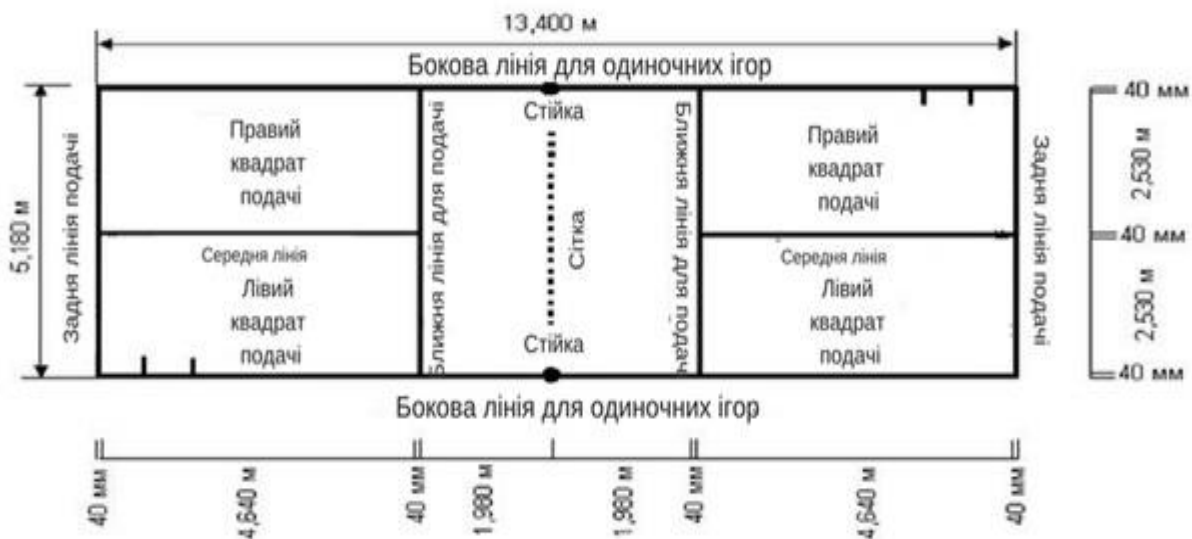 13,400 м
Бокова лінія для одиночних ігор
5,180 м
Задня лінія подачі
Правий
квадрат
подачі
Середня лінія
Лівий
квадрат
подачі
Ближня лінія для подачі
Стійка
Сітка
Стійка
Ближня лінія для подач
Правий
квадрат
подачі
Середня лінія
Лівий
квадрат
подачі
Задня лінія подачі
40 мм
2,530 м
40 мм
2,530 м
40 мм
Бокова лінія для одиночних ігор
40 мм
4,640 м
40 мм
1,980 м
1,980 м
40 мм
4,640 м
40 мм